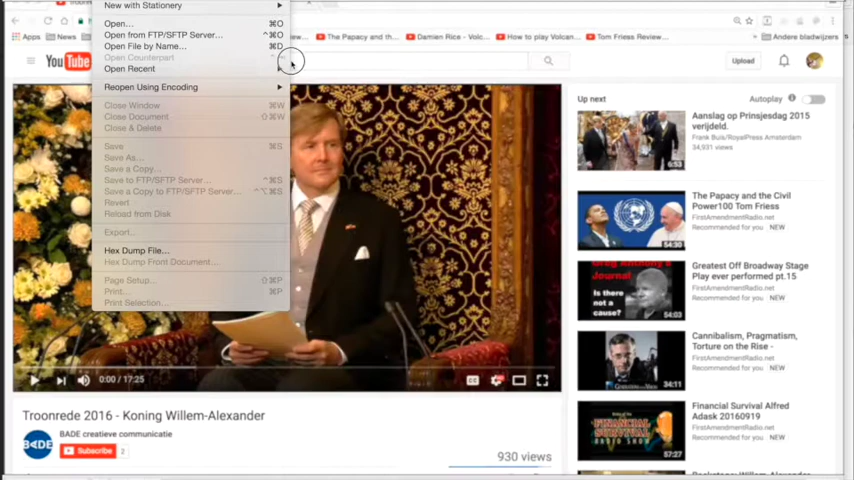 New with Stationery
Open... ⌘O
Open from FTP/SFTP Server... ^⌘O
Open File by Name... ⌘D
Open Counterpart
Open Recent
Reopen Using Encoding
Close Window ⌘W
Close Document ⇧⌘W
Close & Delete
Save ⌘S
Save As...
Save a Copy...
Save to FTP/SFTP Server... ^⌘S
Save a Copy to FTP/SFTP Server... ^⌥⌘S
Revert
Reload from Disk
Export...
Hex Dump File...
Hex Dump Front Document...
Page Setup... ⇧⌘P
Print... ⌘P
Print Selection...
Apps
News
The Papacy and th
Damien Rice - Volc
How to play Volcan
Tom Friess Review
Andere bladwijzers
YouTube
Upload
0:00 / 17:25
Troonrede 2016 - Koning Willem-Alexander
BADE
BADE creatieve communicatie
Subscribe 2
930 views
Up next
Autoplay
0:53
Aanslag op Prinsjesdag 2015
verijdeld.
Frank Buis/RoyalPress Amsterdam
34,931 views
54:30
The Papacy and the Civil
Power100 Tom Friess
FirstAmendmentRadio.net
Recommended for you NEW
Journal
Is there
not a
cause?
54:03
Greatest Off Broadway Stage
Play ever performed pt.15
FirstAmendmentRadio.net
Recommended for you NEW
34:11
Cannibalism, Pragmatism,
Torture on the Rise -
FirstAmendmentRadio.net
Recommended for you NEW
FINANCIAL
SURVIVAL
RADIO SHOW
57:27
Financial Survival Alfred
Adask 20160919
FirstAmendmentRadio.net
Recommended for you NEW